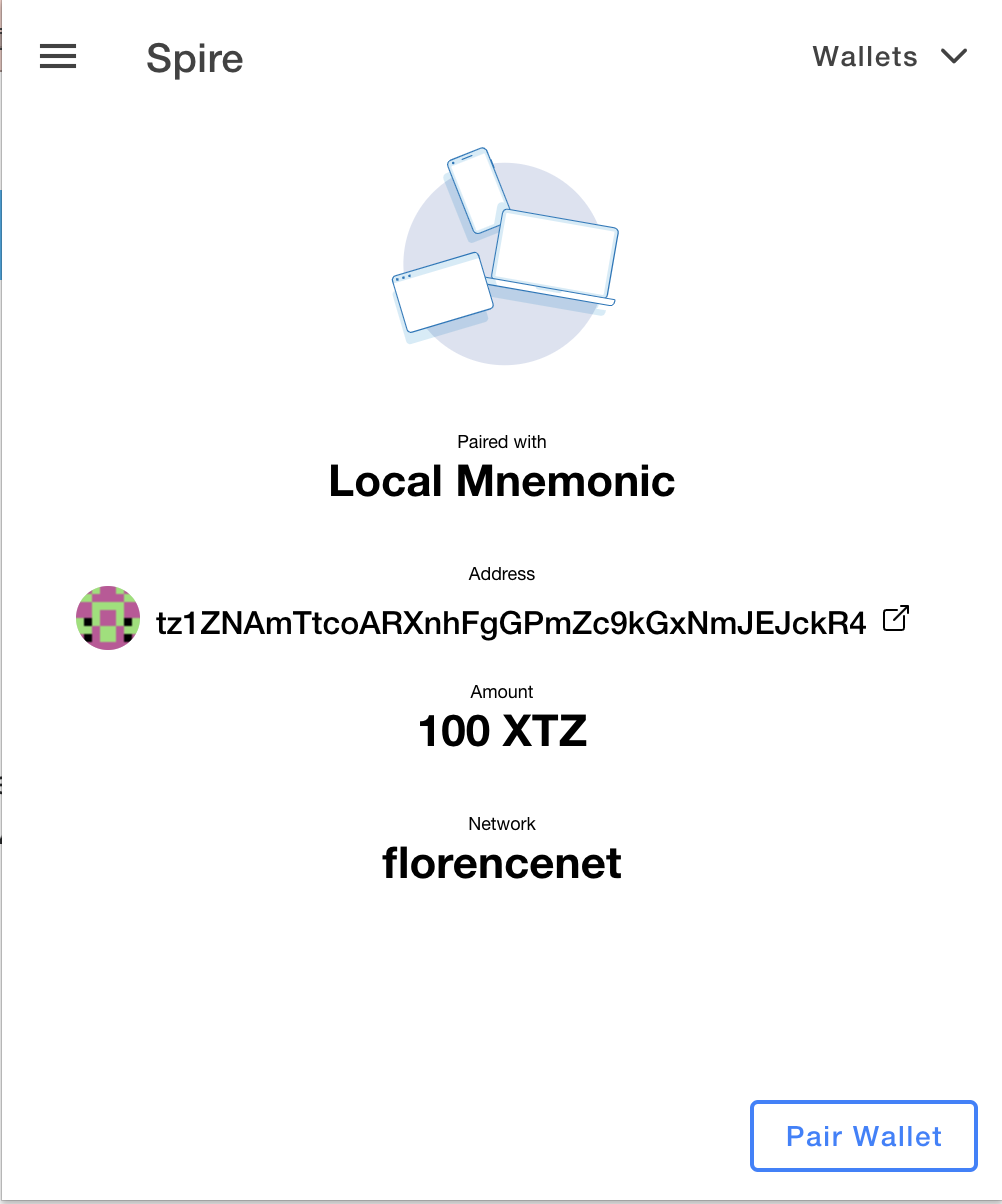 Spire
Wallets
Paired with
Local Mnemonic
Address
tz1ZNAmTtcoARXnhFgGPmZc9kGxNmJEJckR4
Amount
100 XTZ
Network
florencenet
Pair Wallet